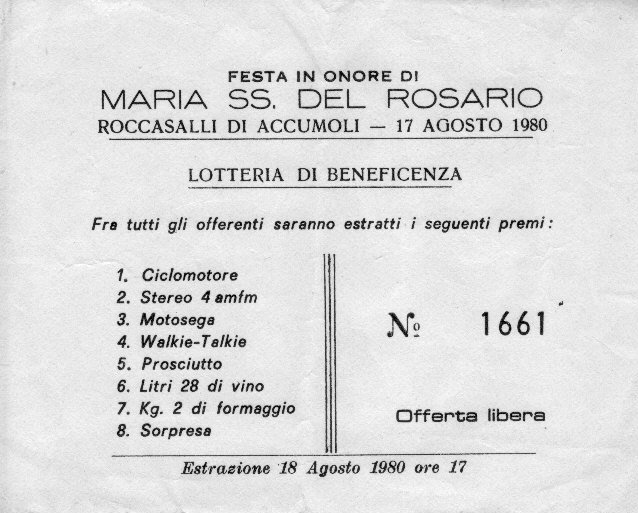 FESTA IN ONORE DI
MARIA SS. DEL ROSARIO
ROCCASALLI DI ACCUMOLI — 17 AGOSTO 1980
LOTTERIA DI BENEFICENZA
Fra tutti gli offerenti saranno estratti i seguenti premi:
1. Ciclomotore
2. Stereo 4 amfm
3. Motosega
4. Walkie-Talkie
5. Prosciutto
6. Litri 28 di vino
7. Kg. 2 di formaggio
8. Sorpresa
Nº 1661
Offerta libera
Estrazione 18 Agosto 1980 ore 17